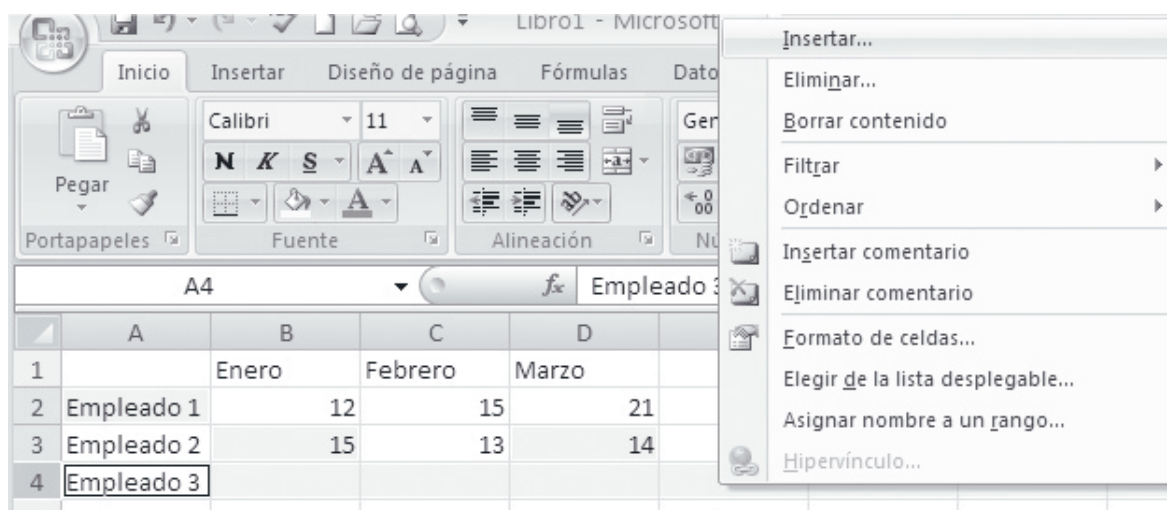 Libro1 - Microsoft
Inicio Insertar Diseño de página Fórmulas Dato
Calibri 11 Gen
N K S A A
Pegar
Portapapeles Fuente Alineación Nú
A4 fx Empleado 3
A B C D
1 Enero Febrero Marzo
2 Empleado 1 12 15 21
3 Empleado 2 15 13 14
4 Empleado 3
Insertar...
Eliminar...
Borrar contenido
Filtrar
Ordenar
Insertar comentario
Eliminar comentario
Formato de celdas...
Elegir de la lista desplegable...
Asignar nombre a un rango...
Hipervínculo...